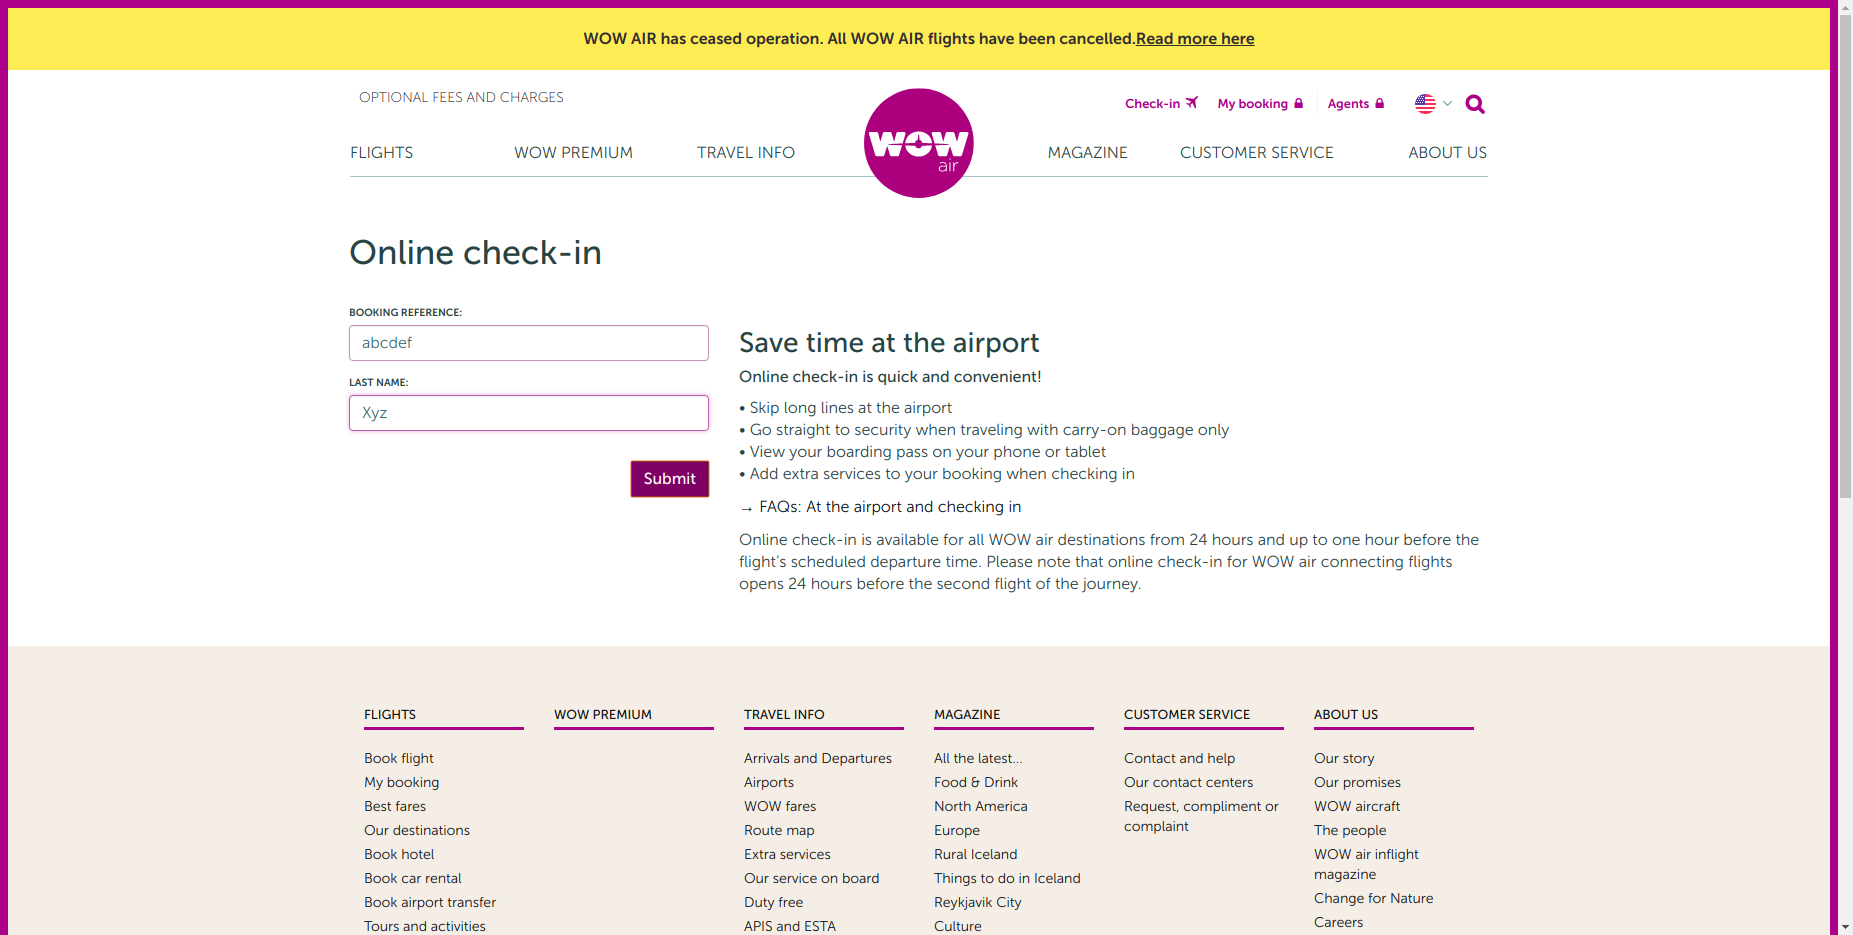 WOW AIR has ceased operation. All WOW AIR flights have been cancelled.Read more here
OPTIONAL FEES AND CHARGES
Check-in
My booking
Agents
FLIGHTS
WOW PREMIUM
TRAVEL INFO
WOW
air
MAGAZINE
CUSTOMER SERVICE
ABOUT US
Online check-in
BOOKING REFERENCE:
abcdef
LAST NAME:
Xyz
Submit
Save time at the airport
Online check-in is quick and convenient!
• Skip long lines at the airport
• Go straight to security when traveling with carry-on baggage only
• View your boarding pass on your phone or tablet
• Add extra services to your booking when checking in
→ FAQs: At the airport and checking in
Online check-in is available for all WOW air destinations from 24 hours and up to one hour before the
flight’s scheduled departure time. Please note that online check-in for WOW air connecting flights
opens 24 hours before the second flight of the journey.
FLIGHTS
Book flight
My booking
Best fares
Our destinations
Book hotel
Book car rental
Book airport transfer
Tours and activities
WOW PREMIUM
TRAVEL INFO
Arrivals and Departures
Airports
WOW fares
Route map
Extra services
Our service on board
Duty free
APIS and ESTA
MAGAZINE
All the latest...
Food & Drink
North America
Europe
Rural Iceland
Things to do in Iceland
Reykjavik City
Culture
CUSTOMER SERVICE
Contact and help
Our contact centers
Request, compliment or
complaint
ABOUT US
Our story
Our promises
WOW aircraft
The people
WOW air inflight
magazine
Change for Nature
Careers